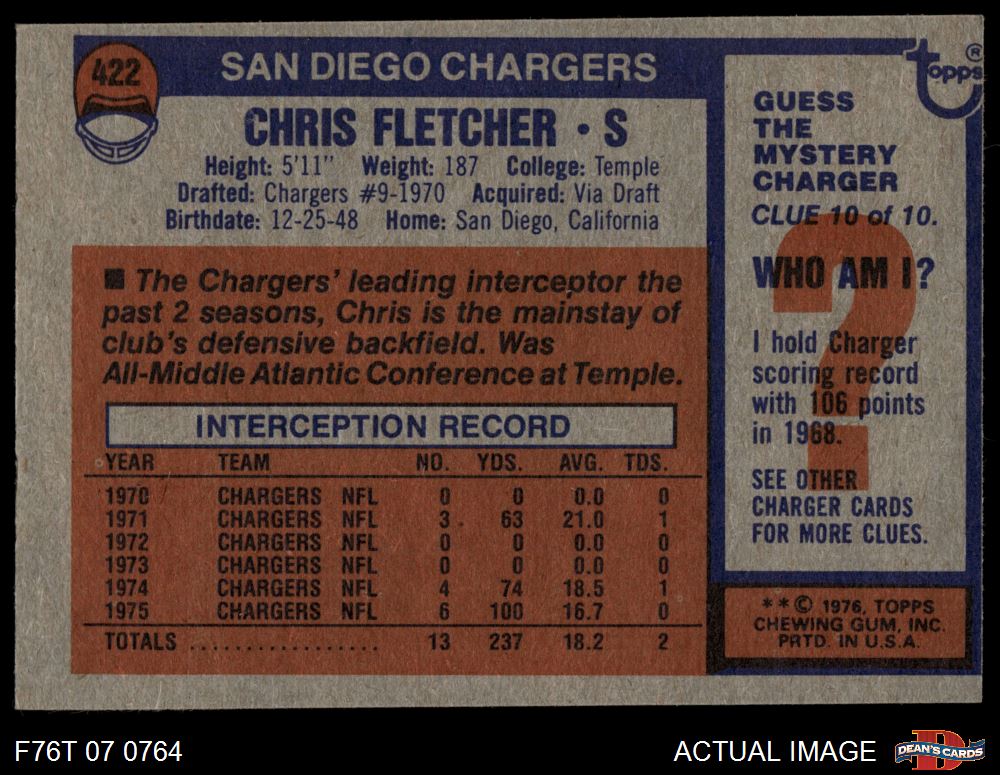 422
SAN DIEGO CHARGERS
CHRIS FLETCHER • S
Height: 5'11" Weight: 187 College: Temple
Drafted: Chargers #9-1970 Acquired: Via Draft
Birthdate: 12-25-48 Home: San Diego, California
■ The Chargers' leading interceptor the
past 2 seasons, Chris is the mainstay of
club's defensive backfield. Was
All-Middle Atlantic Conference at Temple.
INTERCEPTION RECORD
YEAR TEAM NO. YDS. AVG. TDS.
1970 CHARGERS NFL 0 0 0.0 0
1971 CHARGERS NFL 3 63 21.0 1
1972 CHARGERS NFL 0 0 0.0 0
1973 CHARGERS NFL 0 0 0.0 0
1974 CHARGERS NFL 4 74 18.5 1
1975 CHARGERS NFL 6 100 16.7 0
TOTALS .................. 13 237 18.2 2
topps ®
GUESS
THE
MYSTERY
CHARGER
CLUE 10 of 10.
?
WHO AM I?
I hold Charger
scoring record
with 106 points
in 1968.
SEE OTHER
CHARGER CARDS
FOR MORE CLUES.
* * © 1976, TOPPS
CHEWING GUM, INC.
PRTD. IN U.S.A.
F76T 07 0764
ACTUAL IMAGE
DEAN'S CARDS